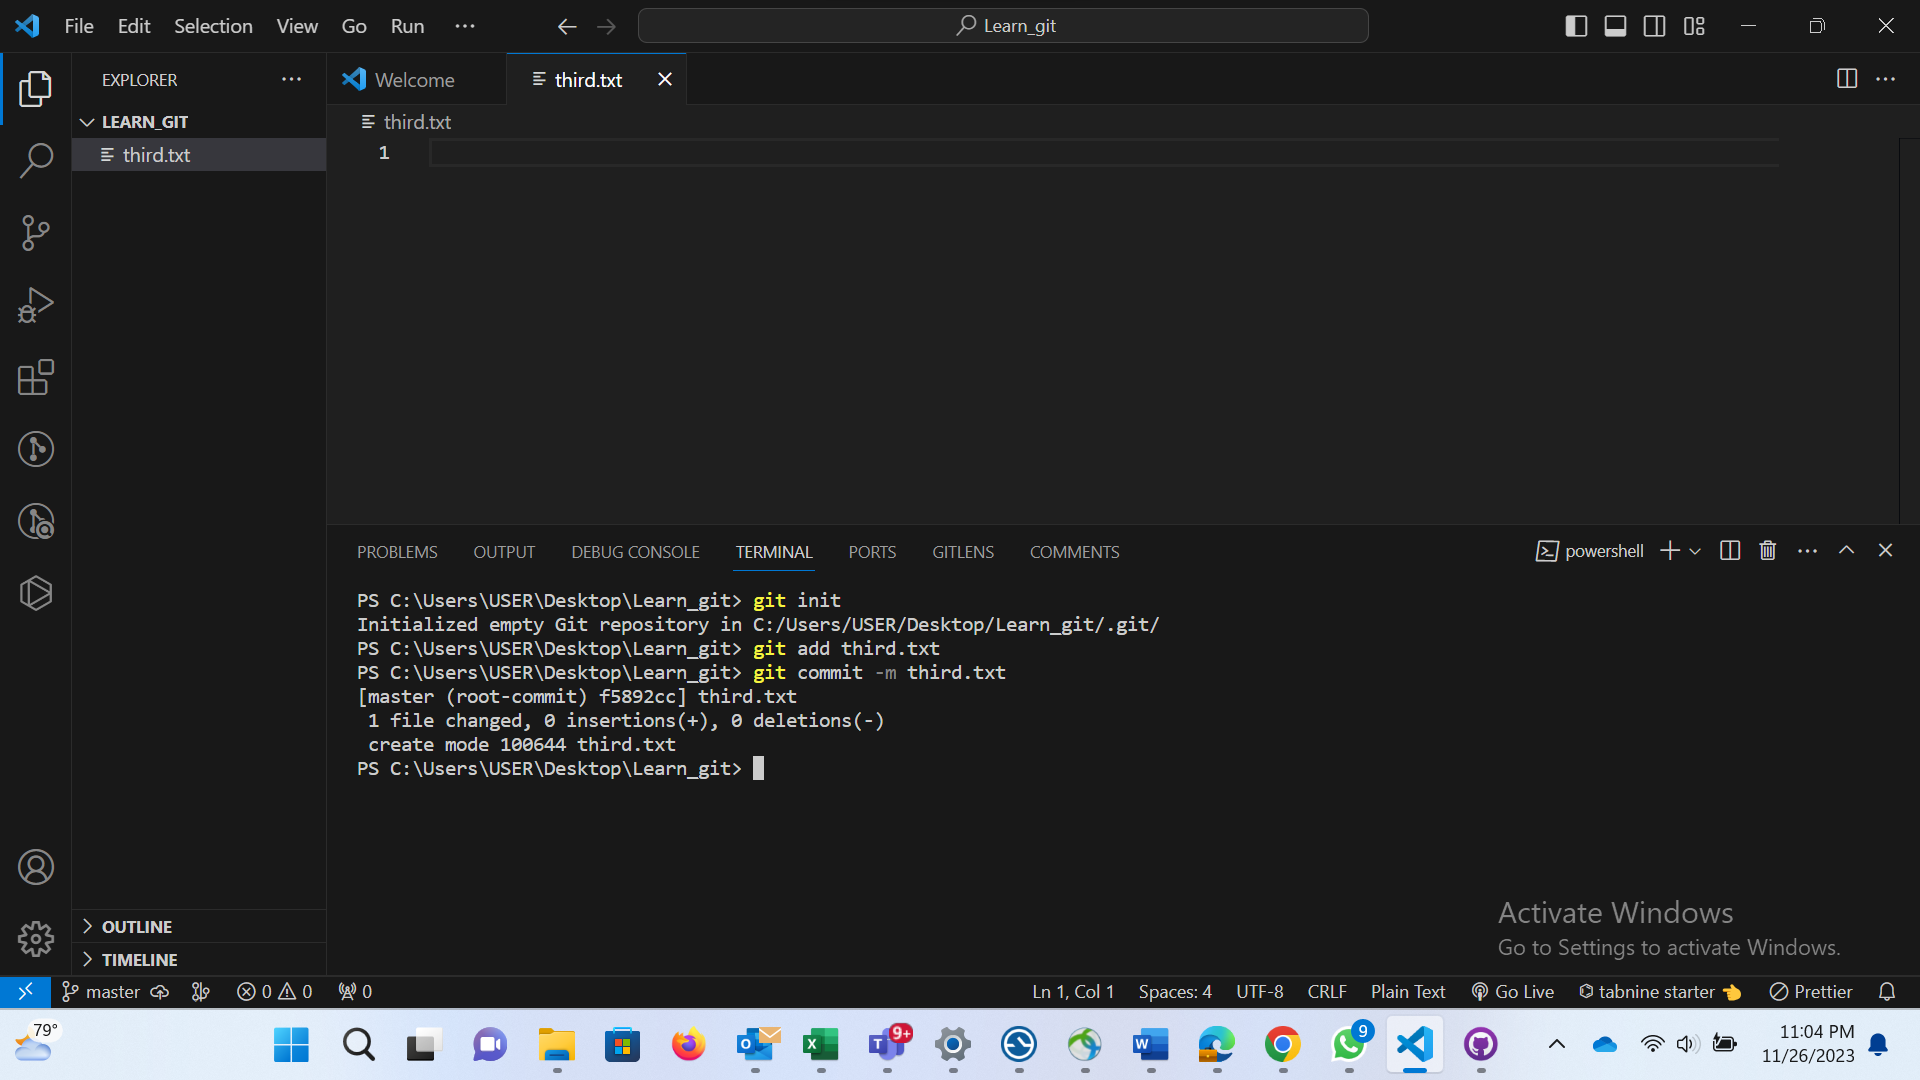 File Edit Selection View Go Run ··· Learn_git
EXPLORER ···
Welcome third.txt
LEARN_GIT
third.txt
third.txt
1
PROBLEMS OUTPUT DEBUG CONSOLE TERMINAL PORTS GITLENS COMMENTS powershell
PS C:\Users\USER\Desktop\Learn_git> git init
Initialized empty Git repository in C:/Users/USER/Desktop/Learn_git/.git/
PS C:\Users\USER\Desktop\Learn_git> git add third.txt
PS C:\Users\USER\Desktop\Learn_git> git commit -m third.txt
[master (root-commit) f5892cc] third.txt
1 file changed, 0 insertions(+), 0 deletions(-)
create mode 100644 third.txt
PS C:\Users\USER\Desktop\Learn_git>
Activate Windows
Go to Settings to activate Windows.
OUTLINE
TIMELINE
master 0 0 0 Ln 1, Col 1 Spaces: 4 UTF-8 CRLF Plain Text Go Live tabnine starter Prettier
79° 9+ 9 11:04 PM
11/26/2023